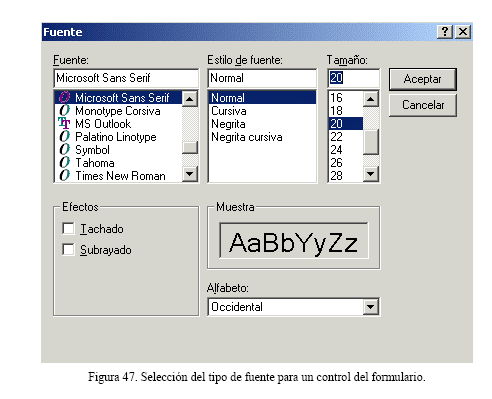 Fuente
Fuente:
Microsoft Sans Serif
Microsoft Sans Serif
Monotype Corsiva
MS Outlook
Palatino Linotype
Symbol
Tahoma
Times New Roman
Estilo de fuente:
Normal
Normal
Cursiva
Negrita
Negrita cursiva
Tamaño:
20
16
18
20
22
24
26
28
Aceptar
Cancelar
Efectos
Tachado
Subrayado
Muestra
AaBbYyZz
Alfabeto:
Occidental
Figura 47. Selección del tipo de fuente para un control del formulario.